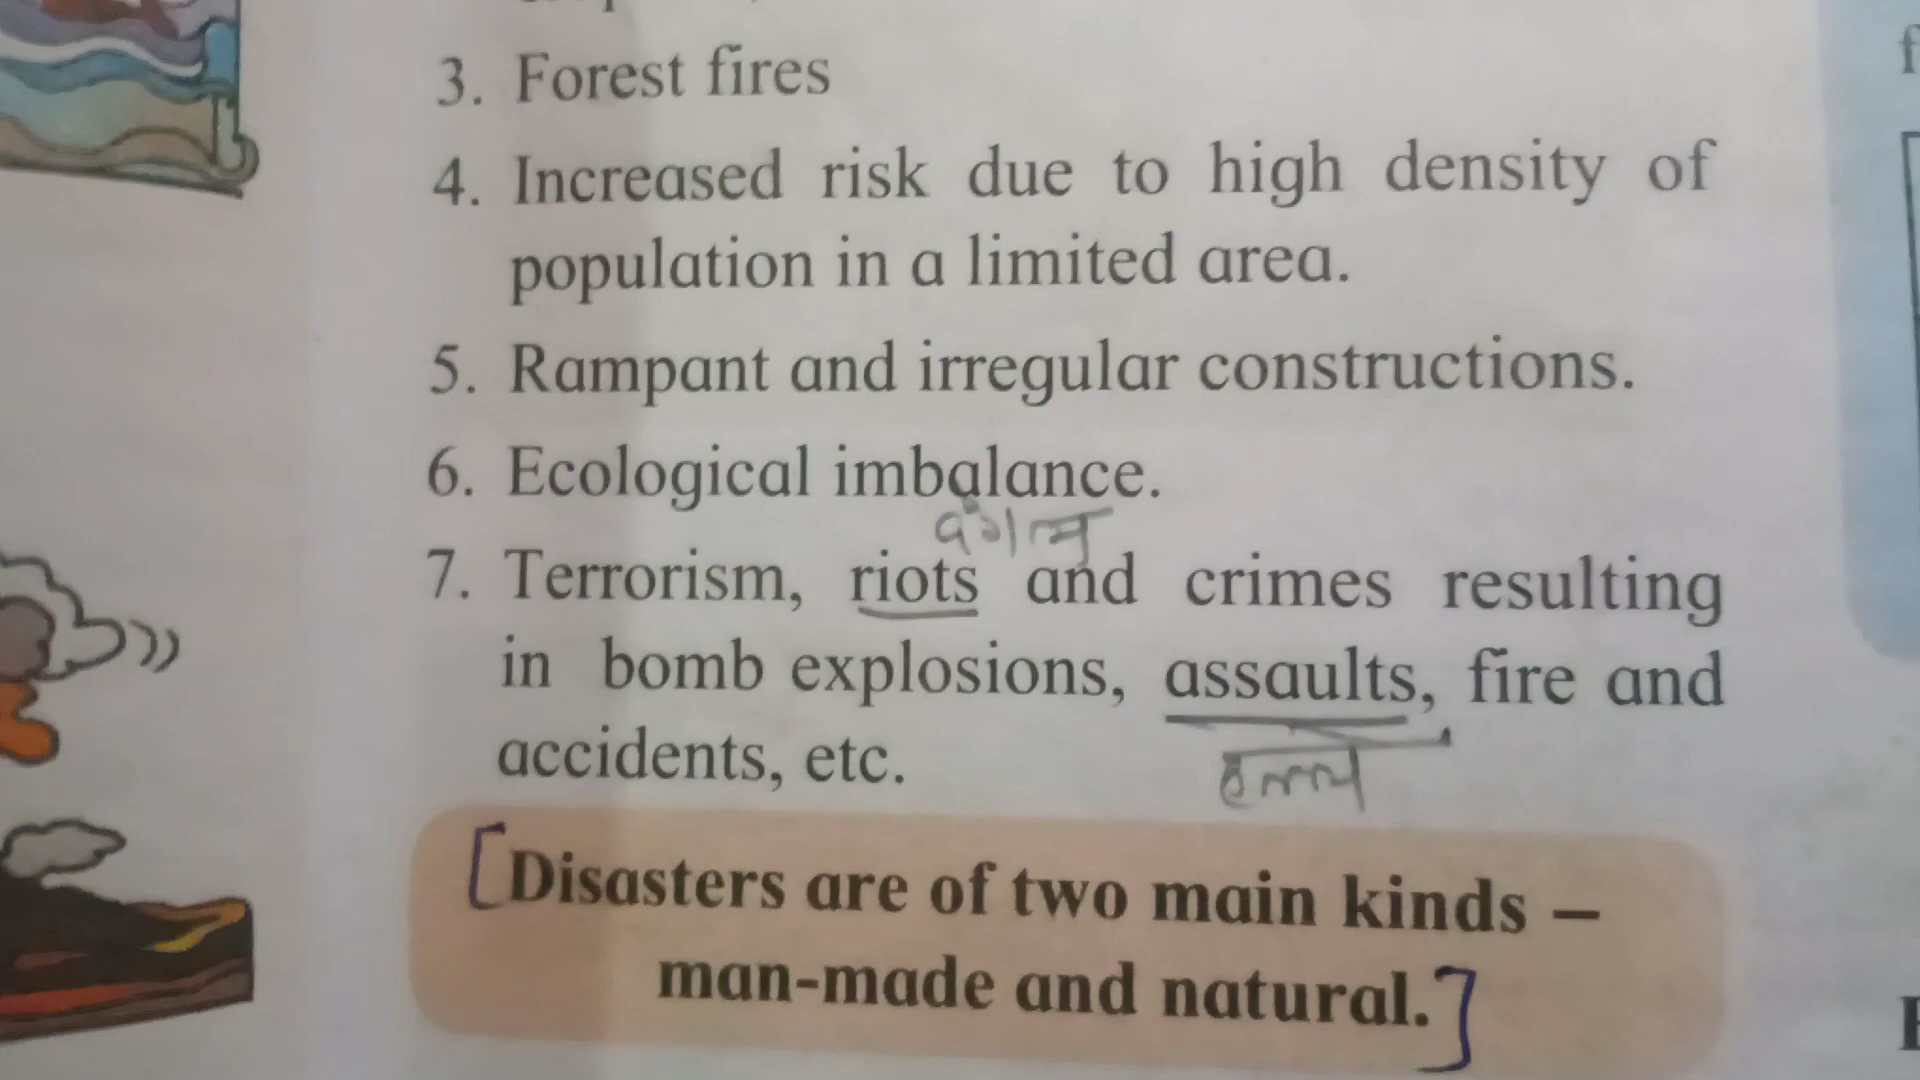 3. Forest fires
4. Increased risk due to high density of
population in a limited area.
5. Rampant and irregular constructions.
6. Ecological imbalance.
7. Terrorism, riots and crimes resulting
in bomb explosions, assaults, fire and
accidents, etc.
[Disasters are of two main kinds –
man-made and natural.]